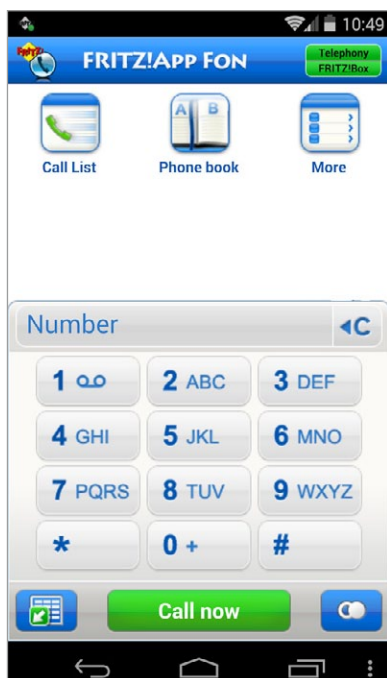 10:49
FRITZ!
FRITZ!APP FON
Telephony
FRITZ!Box
Call List
Phone book
More
A B
Number
C
1
2 ABC
3 DEF
4 GHI
5 JKL
6 MNO
7 PQRS
8 TUV
9 WXYZ
*
0 +
#
Call now